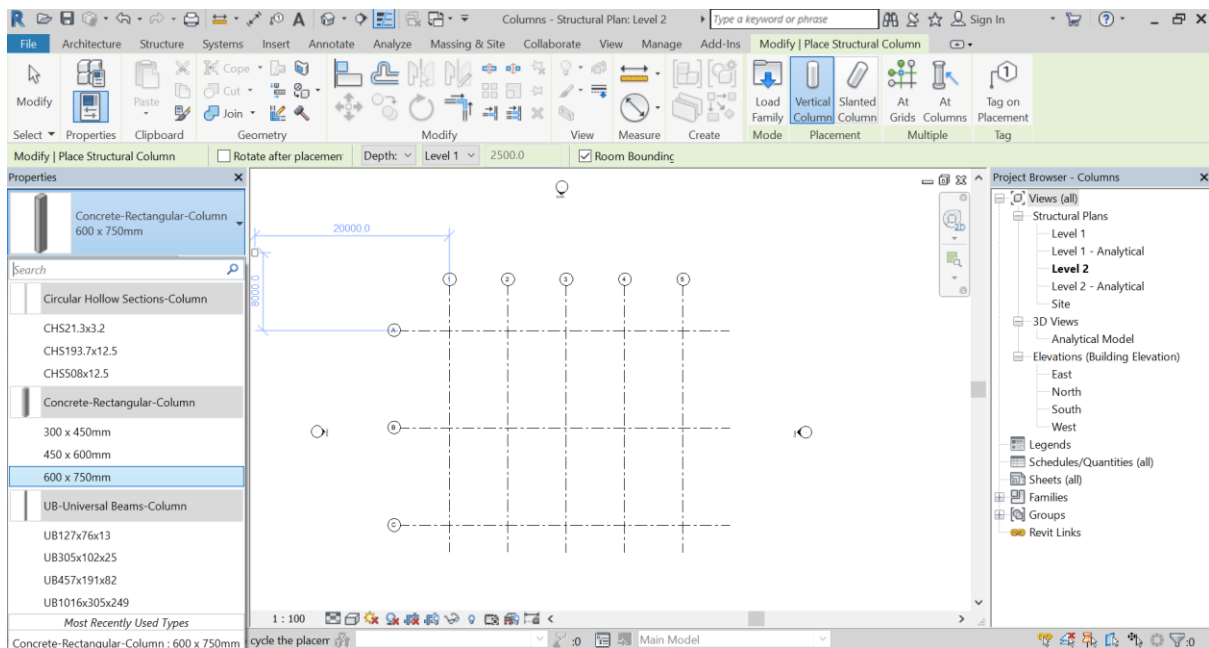 Columns - Structural Plan: Level 2
Type a keyword or phrase
Sign In
File Architecture Structure Systems Insert Annotate Analyze Massing & Site Collaborate View Manage Add-Ins Modify | Place Structural Column
Modify
Paste
Cope
Cut
Join
Load Family
Vertical Column
Slanted Column
At Grids
At Columns
Tag on Placement
Select Properties Clipboard Geometry Modify View Measure Create Mode Placement Multiple Tag
Modify | Place Structural Column Rotate after placemen Depth: Level 1 2500.0 Room Bounding
Properties
Concrete-Rectangular-Column
600 x 750mm
Search
Circular Hollow Sections-Column
CHS21.3x3.2
CHS193.7x12.5
CHS508x12.5
Concrete-Rectangular-Column
300 x 450mm
450 x 600mm
600 x 750mm
UB-Universal Beams-Column
UB127x76x13
UB305x102x25
UB457x191x82
UB1016x305x249
Most Recently Used Types
Concrete-Rectangular-Column : 600 x 750mm
20000.0
8000.0
1 2 3 4 5
A
B
C
2D
1 : 100
cycle the placem
:0
Main Model
:0
Project Browser - Columns
Views (all)
Structural Plans
Level 1
Level 1 - Analytical
Level 2
Level 2 - Analytical
Site
3D Views
Analytical Model
Elevations (Building Elevation)
East
North
South
West
Legends
Schedules/Quantities (all)
Sheets (all)
Families
Groups
Revit Links